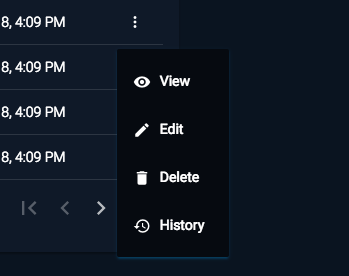 8, 4:09 PM
8, 4:09 PM
View
Edit
8, 4:09 PM
8, 4:09 PM
Delete
History